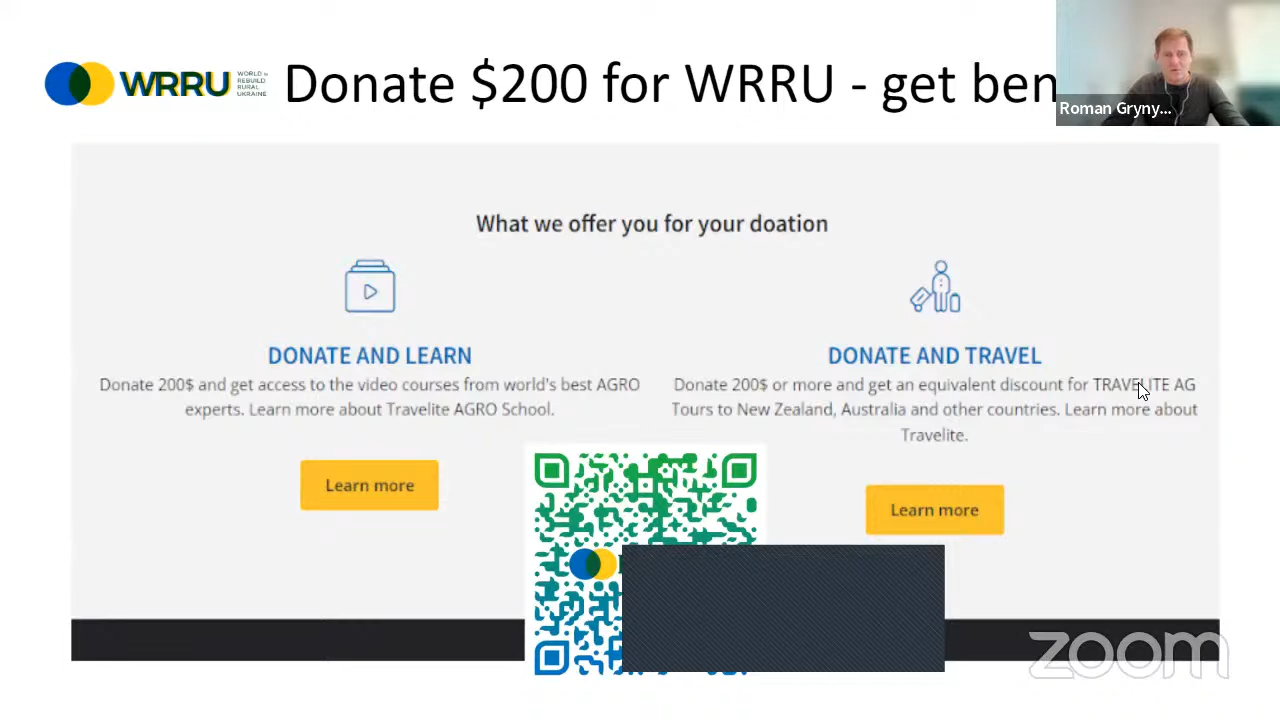 WRRU
WORLD to
REBUILD
RURAL
UKRAINE
Donate $200 for WRRU - get ben
Roman Gryny...
What we offer you for your doation
DONATE AND LEARN
Donate 200$ and get access to the video courses from world's best AGRO
experts. Learn more about Travelite AGRO School.
Learn more
DONATE AND TRAVEL
Donate 200$ or more and get an equivalent discount for TRAVELITE AG
Tours to New Zealand, Australia and other countries. Learn more about
Travelite.
Learn more
zoom